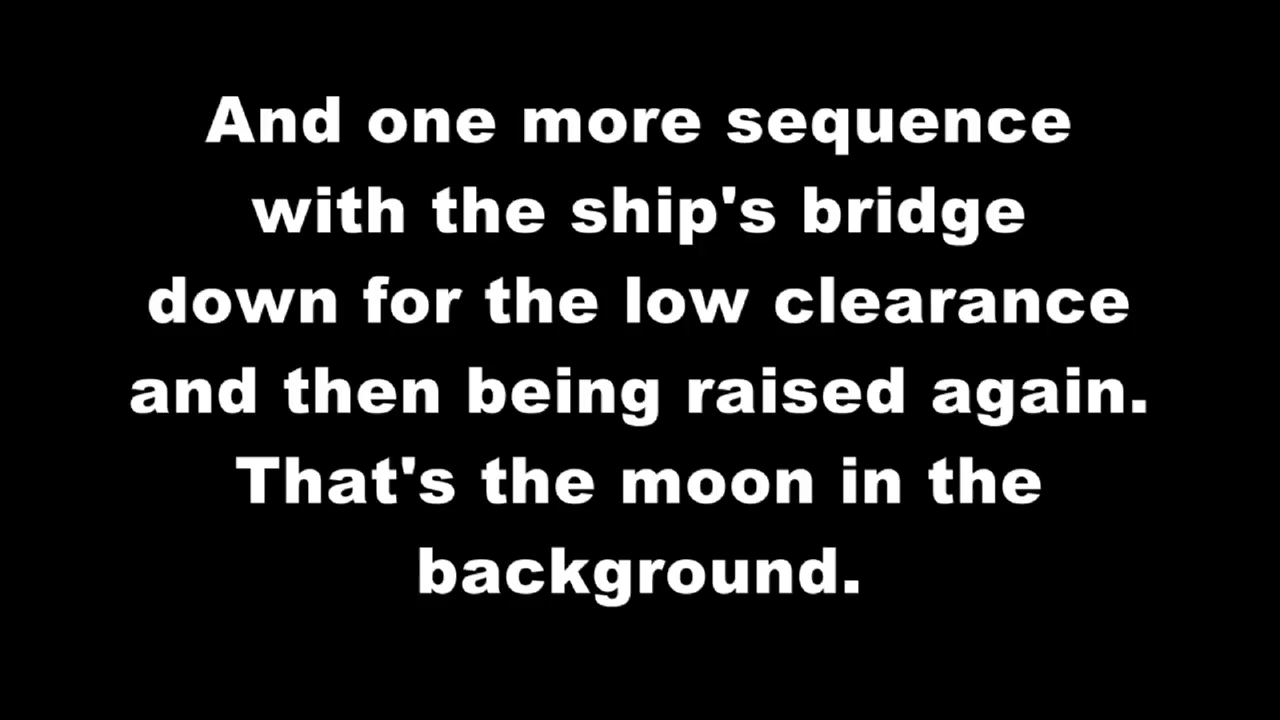 And one more sequence
with the ship's bridge
down for the low clearance
and then being raised again.
That's the moon in the
background.